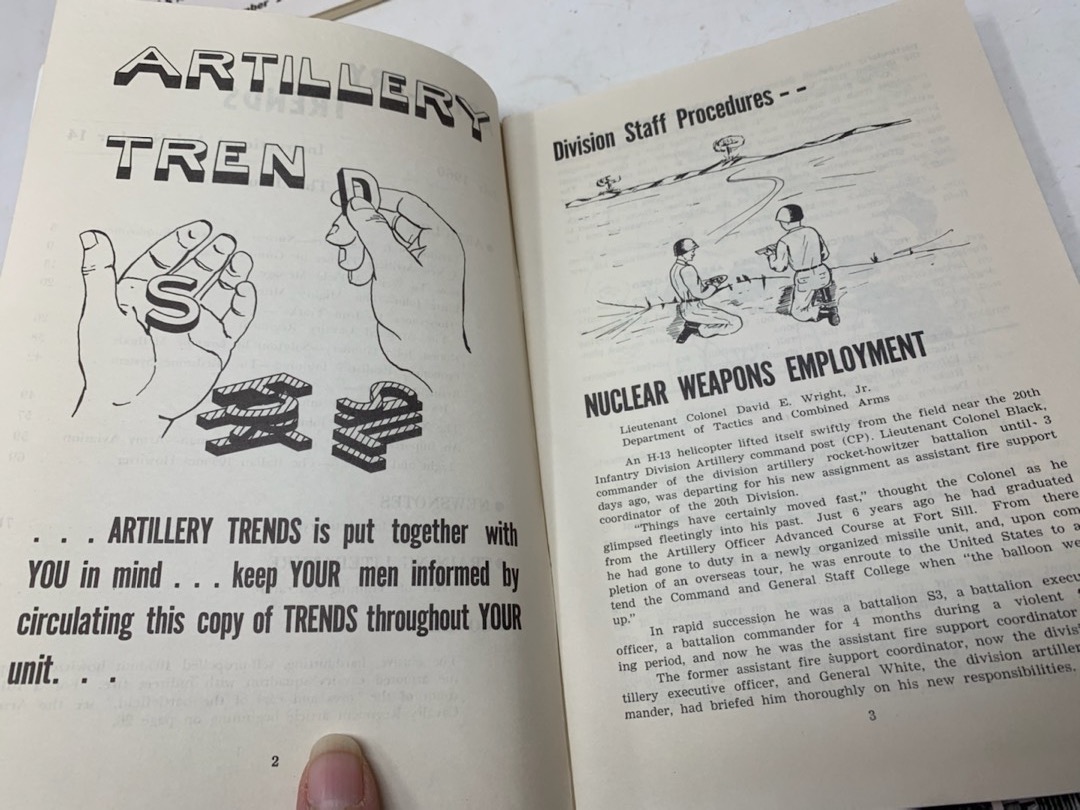 ARTILLERY
TREN D
S
. . . ARTILLERY TRENDS is put together with
YOU in mind . . . keep YOUR men informed by
circulating this copy of TRENDS throughout YOUR
unit. . .
2
Division Staff Procedures - -
NUCLEAR WEAPONS EMPLOYMENT
Lieutenant Colonel David E. Wright, Jr.
Department of Tactics and Combined Arms
An H-13 helicopter lifted itself swiftly from the field near the 20th
Infantry Division Artillery command post (CP). Lieutenant Colonel Black,
commander of the division artillery rocket-howitzer battalion until 3
days ago, was departing for his new assignment as assistant fire support
coordinator of the 20th Division.
"Things have certainly moved fast," thought the Colonel as he
glimpsed fleetingly into his past. Just 6 years ago he had graduated
from the Artillery Officer Advanced Course at Fort Sill. From there
he had gone to duty in a newly organized missile unit, and, upon com
pletion of an overseas tour, he was enroute to the United States to a
tend the Command and General Staff College when "the balloon we
up."
In rapid succession he was a battalion S3, a battalion execu
officer, a battalion commander for 4 months during a violent
ing period, and now he was the assistant fire support coordinator
The former assistant fire support coordinator, now the divis
tillery executive officer, and General White, the division artiller
mander, had briefed him thoroughly on his new responsibilities.
3